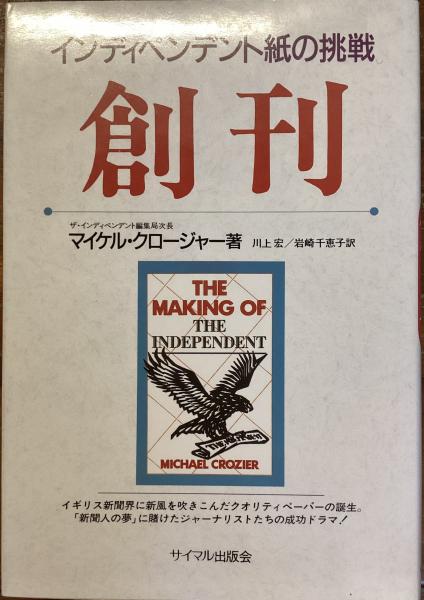 インディペンデント紙の挑戦
創刊
ザ・インディペンデント編集局次長
マイケル・クロージャー著 川上 宏／岩崎千恵子訳
THE
MAKING OF
THE
INDEPENDENT
THE INDEPENDENT
MICHAEL CROZIER
イギリス新聞界に新風を吹きこんだクオリティペーパーの誕生。
「新聞人の夢」に賭けたジャーナリストたちの成功ドラマ！
サイマル出版会